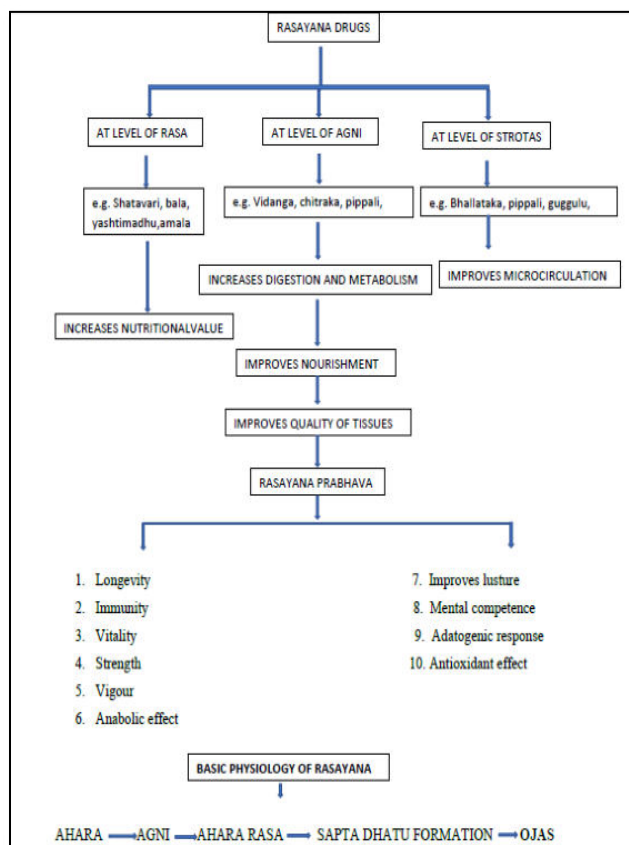 RASAYANA DRUGS
AT LEVEL OF RASA
AT LEVEL OF AGNI
AT LEVEL OF STROTAS
e.g. Shatavari, bala,
yashtimadhu,amala
e.g. Vidanga, chitraka, pippali,
e.g. Bhallataka, pippali, guggulu,
INCREASES DIGESTION AND METABOLISM
IMPROVES MICROCIRCULATION
INCREASES NUTRITIONALVALUE
IMPROVES NOURISHMENT
IMPROVES QUALITY OF TISSUES
RASAYANA PRABHAVA
1. Longevity
2. Immunity
3. Vitality
4. Strength
5. Vigour
6. Anabolic effect
7. Improves lusture
8. Mental competence
9. Adatogenic response
10. Antioxidant effect
BASIC PHYSIOLOGY OF RASAYANA
AHARA AGNI AHARA RASA SAPTA DHATU FORMATION OJAS